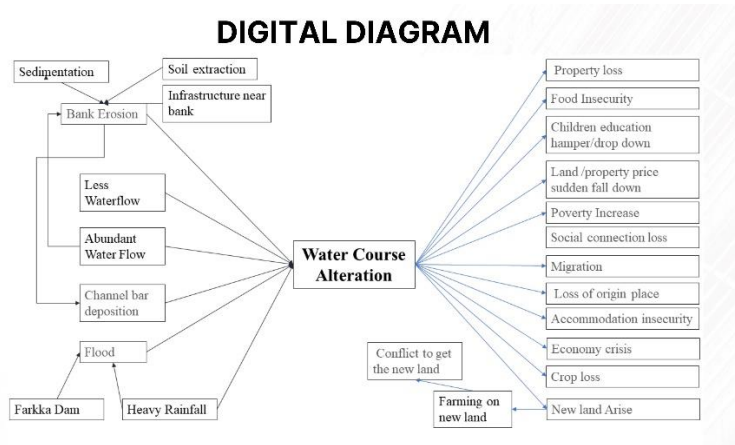 DIGITAL DIAGRAM
Sedimentation
Soil extraction
Infrastructure near
bank
Bank Erosion
Less
Waterflow
Abundant
Water Flow
Channel bar
deposition
Flood
Farkka Dam
Heavy Rainfall
Water Course
Alteration
Property loss
Food Insecurity
Children education
hamper/drop down
Land /property price
sudden fall down
Poverty Increase
Social connection loss
Migration
Loss of origin place
Accommodation insecurity
Economy crisis
Crop loss
New land Arise
Farming on
new land
Conflict to get
the new land